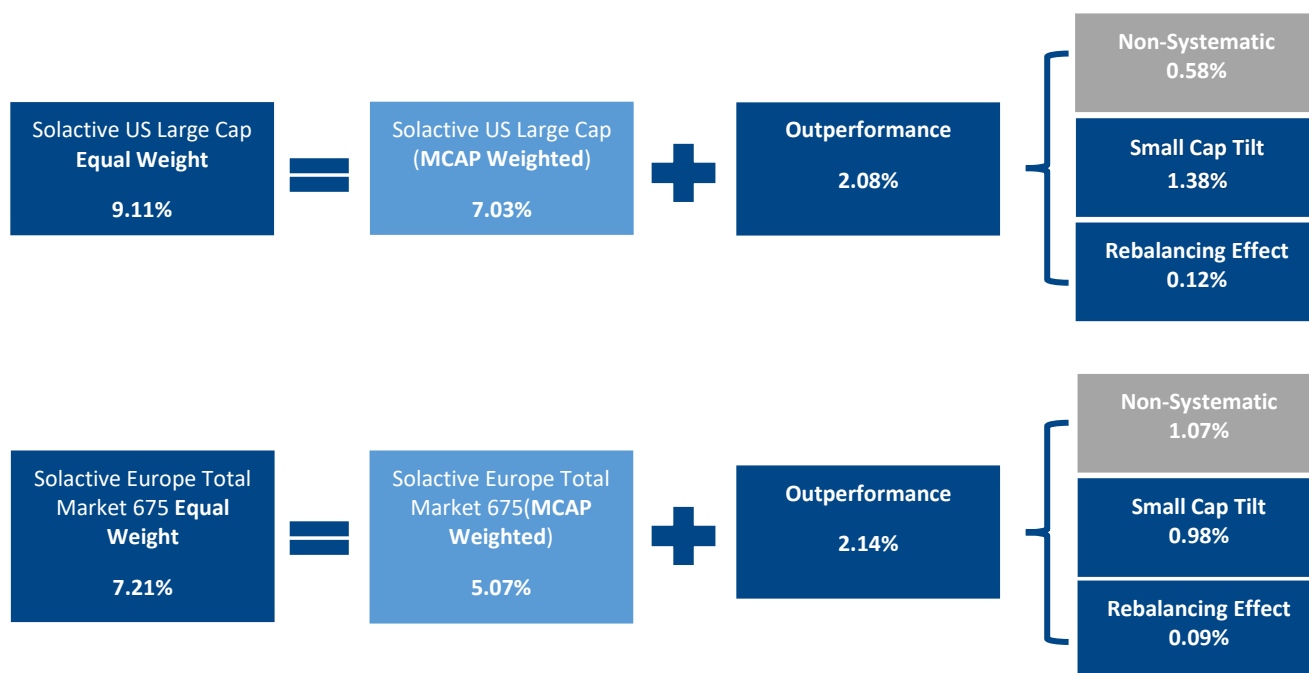 Solactive US Large Cap
Equal Weight
9.11%
Solactive US Large Cap
(MCAP Weighted)
7.03%
Outperformance
2.08%
Non-Systematic
0.58%
Small Cap Tilt
1.38%
Rebalancing Effect
0.12%
Solactive Europe Total
Market 675 Equal
Weight
7.21%
Solactive Europe Total
Market 675(MCAP
Weighted)
5.07%
Outperformance
2.14%
Non-Systematic
1.07%
Small Cap Tilt
0.98%
Rebalancing Effect
0.09%